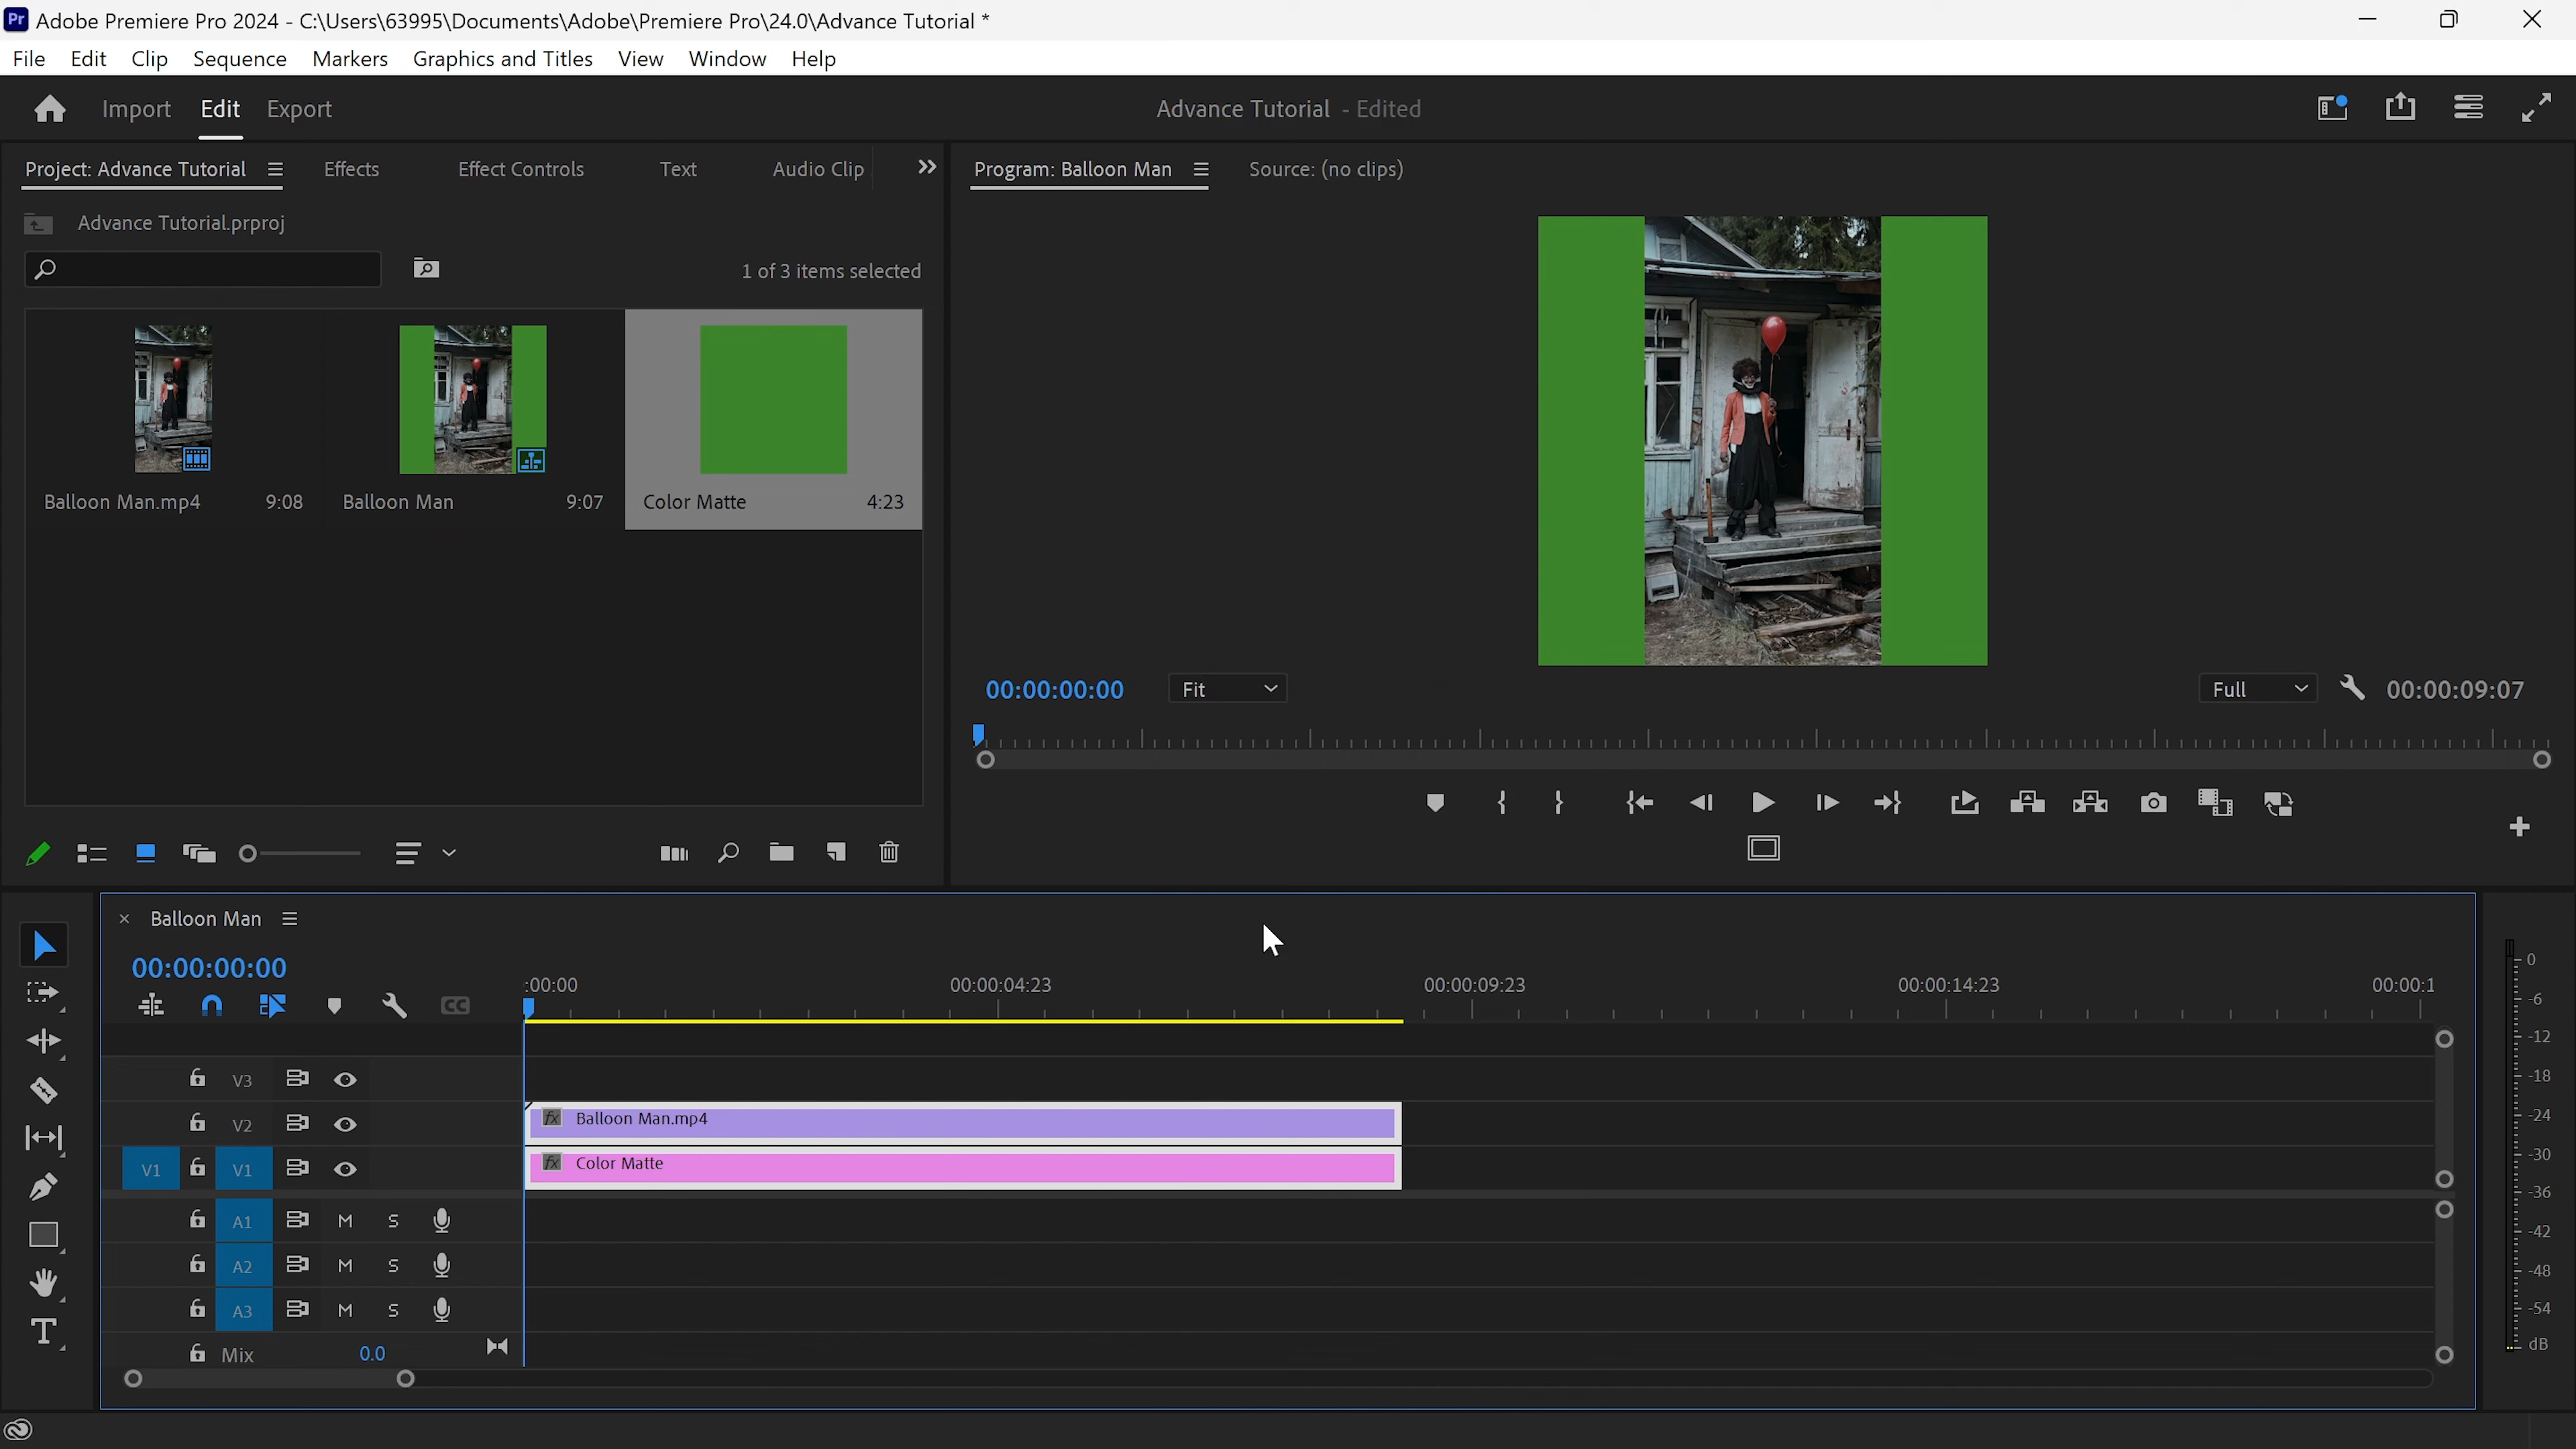 Pr Adobe Premiere Pro 2024 - C:\Users\63995\Documents\Adobe\Premiere Pro\24.0\Advance Tutorial *
File Edit Clip Sequence Markers Graphics and Titles View Window Help
Import Edit Export Advance Tutorial - Edited
Project: Advance Tutorial Effects Effect Controls Text Audio Clip
Program: Balloon Man Source: (no clips)
Advance Tutorial.prproj
1 of 3 items selected
Balloon Man.mp4 9:08 Balloon Man 9:07 Color Matte 4:23
00:00:00:00 Fit Full 00:00:09:07
Balloon Man
00:00:00:00
:00:00 00:00:04:23 00:00:09:23 00:00:14:23 00:00:1
CC
V3
V2 Balloon Man.mp4
V1 V1 Color Matte
A1 M S
A2 M S
A3 M S
Mix 0.0
0
-6
-12
-18
-24
-30
-36
-42
-48
-54
dB
fx
fx